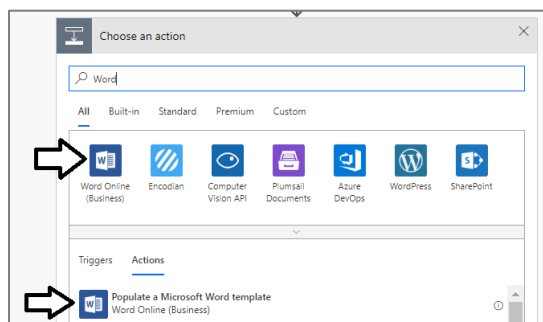 Choose an action
Word
All Built-in Standard Premium Custom
Word Online (Business)
Encodian
Computer Vision API
Plumsail Documents
Azure DevOps
WordPress
SharePoint
Triggers Actions
Populate a Microsoft Word template
Word Online (Business)